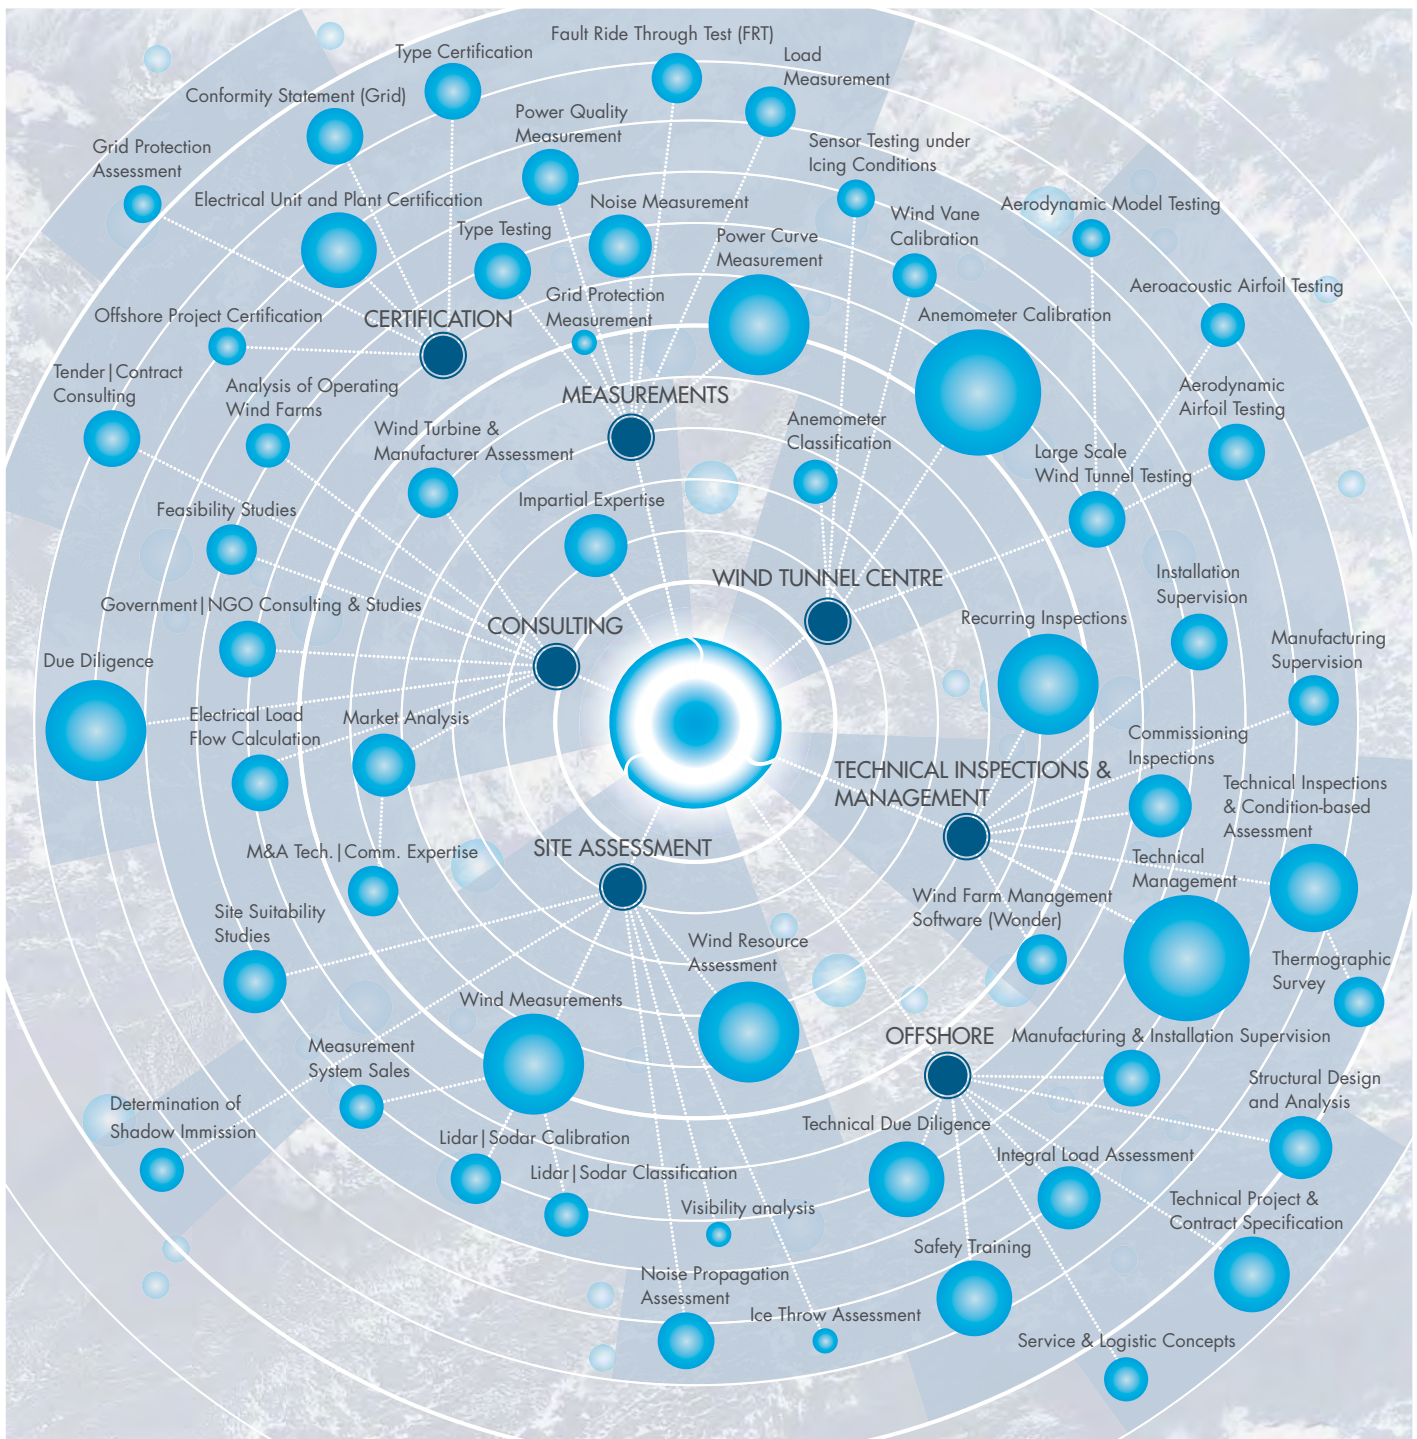 Fault Ride Through Test (FRT)
Type Certification
Load
Measurement
Conformity Statement (Grid)
Power Quality
Measurement
Grid Protection
Assessment
Sensor Testing under
Icing Conditions
Electrical Unit and Plant Certification
Noise Measurement
Aerodynamic Model Testing
Wind Vane
Calibration
Type Testing
Power Curve
Measurement
Aeroacoustic Airfoil Testing
Grid Protection
Measurement
Offshore Project Certification
CERTIFICATION
Anemometer Calibration
Tender|Contract
Consulting
Analysis of Operating
Wind Farms
Aerodynamic
Airfoil Testing
MEASUREMENTS
Wind Turbine &
Manufacturer Assessment
Anemometer
Classification
Large Scale
Wind Tunnel Testing
Impartial Expertise
Feasibility Studies
WIND TUNNEL CENTRE
Installation
Supervision
Government|NGO Consulting & Studies
CONSULTING
Recurring Inspections
Manufacturing
Supervision
Due Diligence
Electrical Load
Flow Calculation
Market Analysis
Commissioning
Inspections
TECHNICAL INSPECTIONS &
MANAGEMENT
Technical Inspections
& Condition-based
Assessment
SITE ASSESSMENT
M&A Tech.|Comm. Expertise
Technical
Management
Wind Farm Management
Software (Wonder)
Site Suitability
Studies
Wind Resource
Assessment
Thermographic
Survey
Wind Measurements
OFFSHORE
Manufacturing & Installation Supervision
Measurement
System Sales
Structural Design
and Analysis
Determination of
Shadow Immission
Technical Due Diligence
Lidar|Sodar Calibration
Integral Load Assessment
Lidar|Sodar Classification
Visibility analysis
Technical Project &
Contract Specification
Safety Training
Noise Propagation
Assessment
Ice Throw Assessment
Service & Logistic Concepts